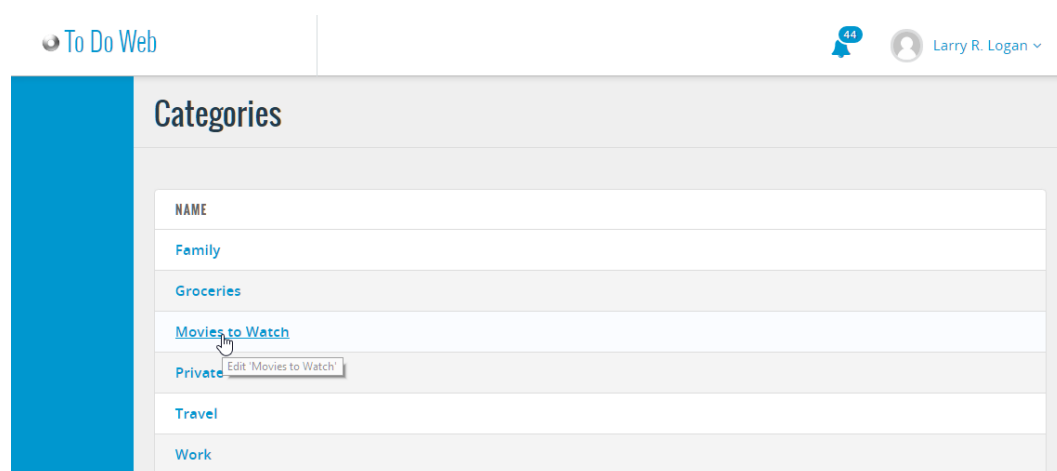 To Do Web
44
Larry R. Logan
Categories
NAME
Family
Groceries
Movies to Watch
Edit 'Movies to Watch'
Private
Travel
Work